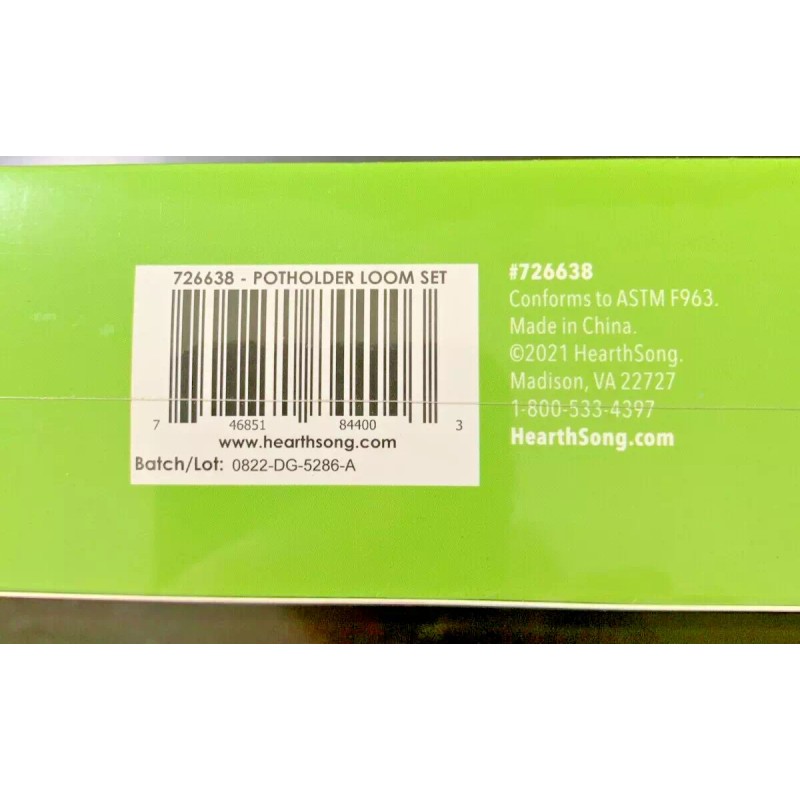 726638 - POTHOLDER LOOM SET
7 46851 84400 3
www.hearthsong.com
Batch/Lot: 0822-DG-5286-A
#726638
Conforms to ASTM F963.
Made in China.
©2021 HearthSong.
Madison, VA 22727
1-800-533-4397
HearthSong.com